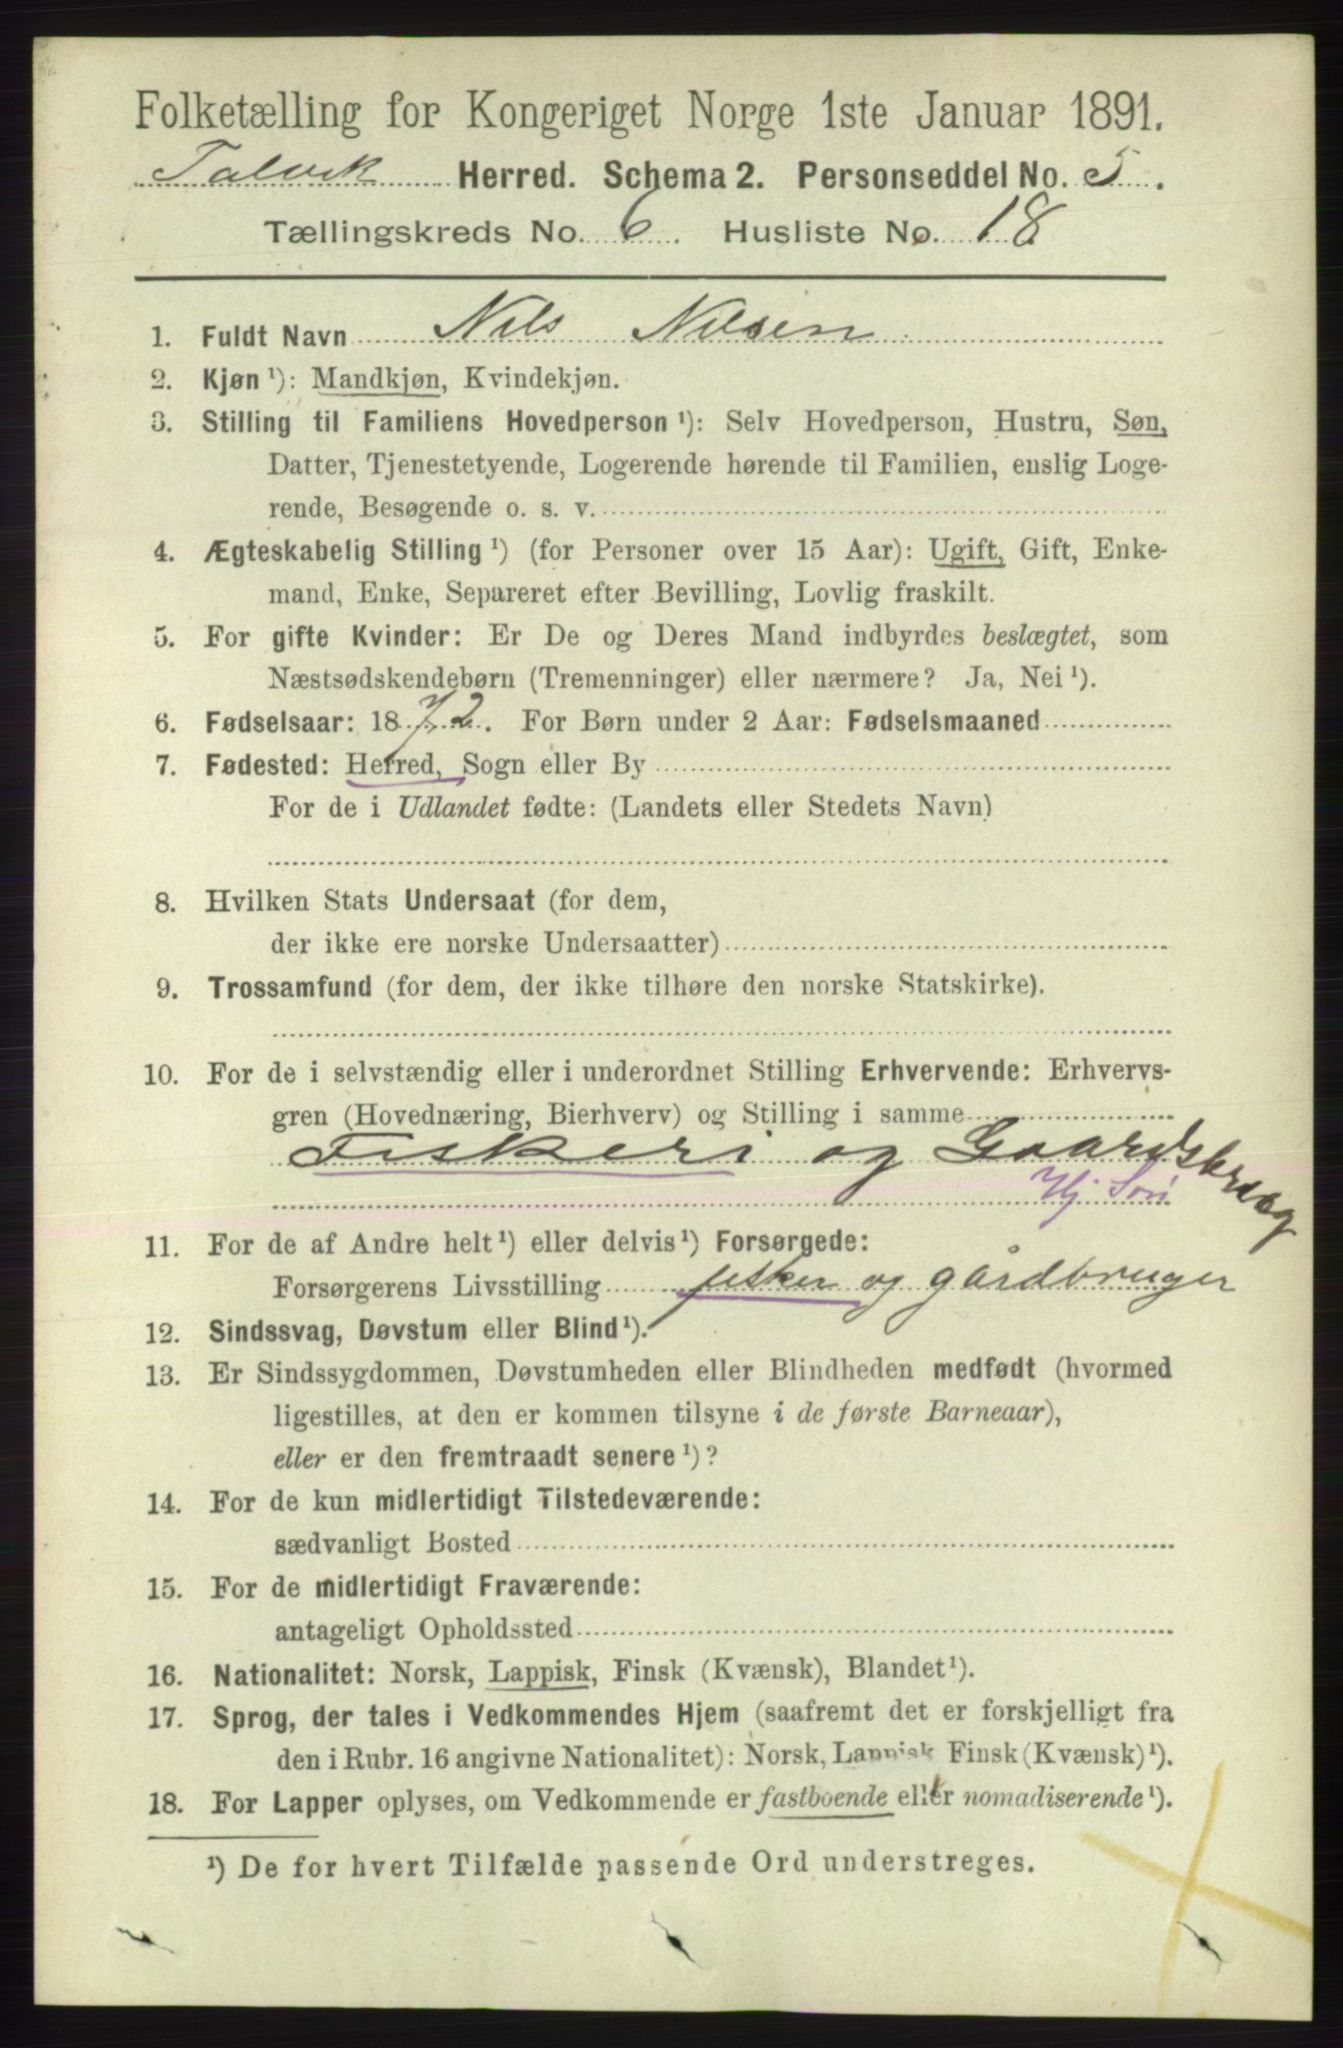 Folketælling for Kongeriget Norge 1ste Januar 1891.
Talvik Herred. Schema 2. Personseddel No. 5.
Tællingskreds No. 6. Husliste No. 18
1. Fuldt Navn Nils Nilsen
2. Kjøn ¹): Mandkjøn, Kvindekjøn.
3. Stilling til Familiens Hovedperson ¹): Selv Hovedperson, Hustru, Søn,
Datter, Tjenestetyende, Logerende hørende til Familien, enslig Loge-
rende, Besøgende o. s. v.
4. Ægteskabelig Stilling ¹) (for Personer over 15 Aar): Ugift, Gift, Enke-
mand, Enke, Separeret efter Bevilling, Lovlig fraskilt.
5. For gifte Kvinder: Er De og Deres Mand indbyrdes beslægtet, som
Næstsødskendebørn (Tremenninger) eller nærmere? Ja, Nei ¹).
6. Fødselsaar: 1872. For Børn under 2 Aar: Fødselsmaaned
7. Fødested: Herred, Sogn eller By
For de i Udlandet fødte: (Landets eller Stedets Navn)
8. Hvilken Stats Undersaat (for dem,
der ikke ere norske Undersaatter)
9. Trossamfund (for dem, der ikke tilhøre den norske Statskirke).
10. For de i selvstændig eller i underordnet Stilling Erhvervende: Erhvervs-
gren (Hovednæring, Bierhverv) og Stilling i samme
Fiskeri og Gaardsbrug
Hj. Søn
11. For de af Andre helt ¹) eller delvis ¹) Forsørgede:
Forsørgerens Livsstilling fisker og gårdbruger
12. Sindssvag, Døvstum eller Blind ¹).
13. Er Sindssygdommen, Døvstumheden eller Blindheden medfødt (hvormed
ligestilles, at den er kommen tilsyne i de første Barneaar),
eller er den fremtraadt senere ¹)?
14. For de kun midlertidigt Tilstedeværende:
sædvanligt Bosted
15. For de midlertidigt Fraværende:
antageligt Opholdssted
16. Nationalitet: Norsk, Lappisk, Finsk (Kvænsk), Blandet ¹).
17. Sprog, der tales i Vedkommendes Hjem (saafremt det er forskjelligt fra
den i Rubr. 16 angivne Nationalitet): Norsk, Lappisk Finsk (Kvænsk) ¹).
18. For Lapper oplyses, om Vedkommende er fastboende eller nomadiserende ¹).
¹) De for hvert Tilfælde passende Ord understreges.